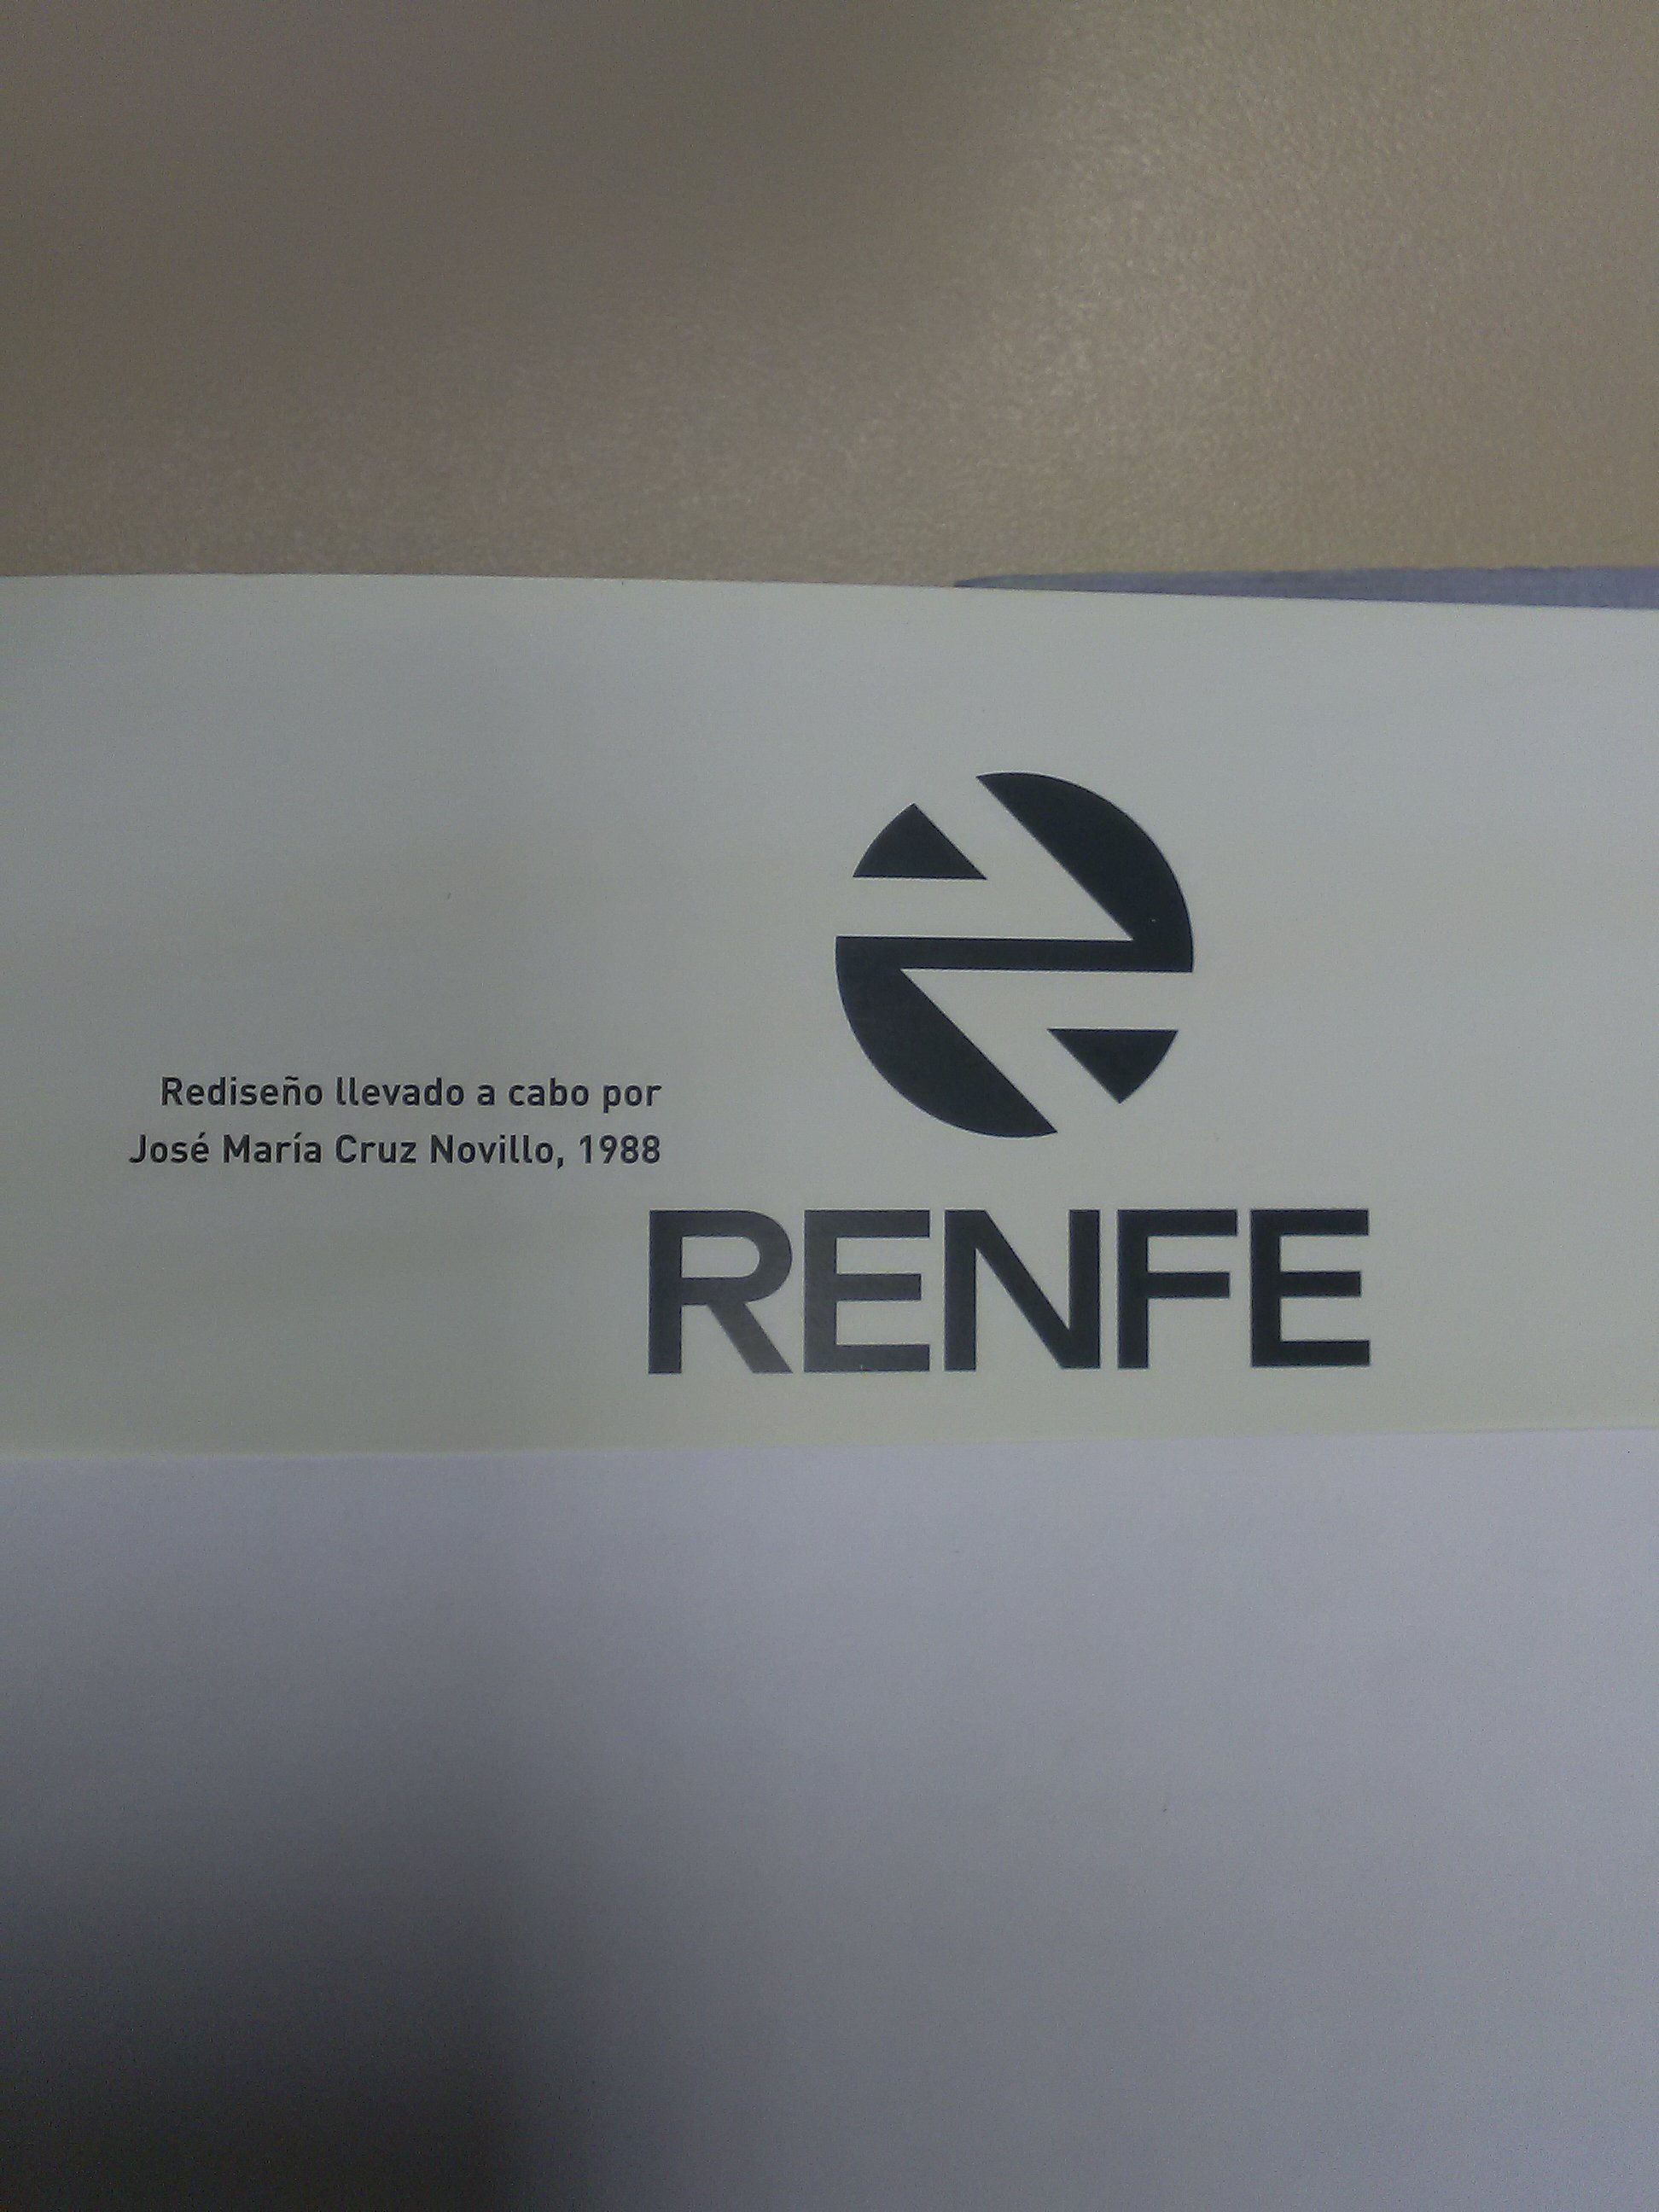 Rediseño llevado a cabo por
José María Cruz Novillo, 1988
RENFE